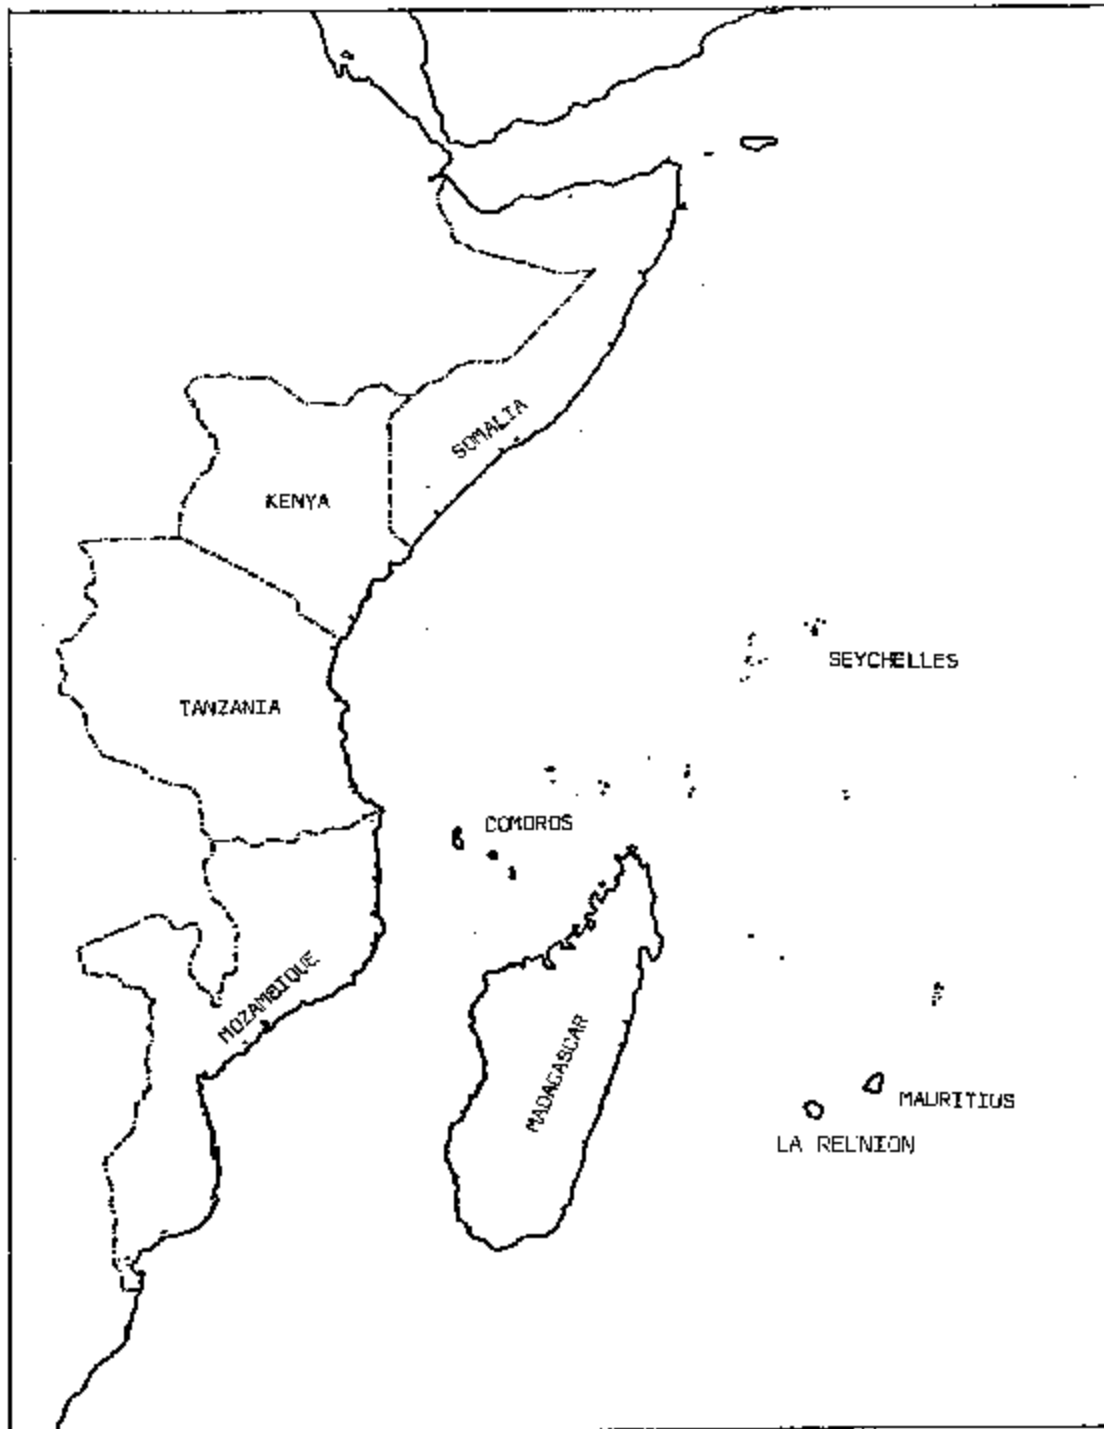 SOMALIA
KENYA
SEYCHELLES
TANZANIA
COMOROS
MOZAMBIQUE
MADAGASCAR
MAURITIUS
LA REUNION